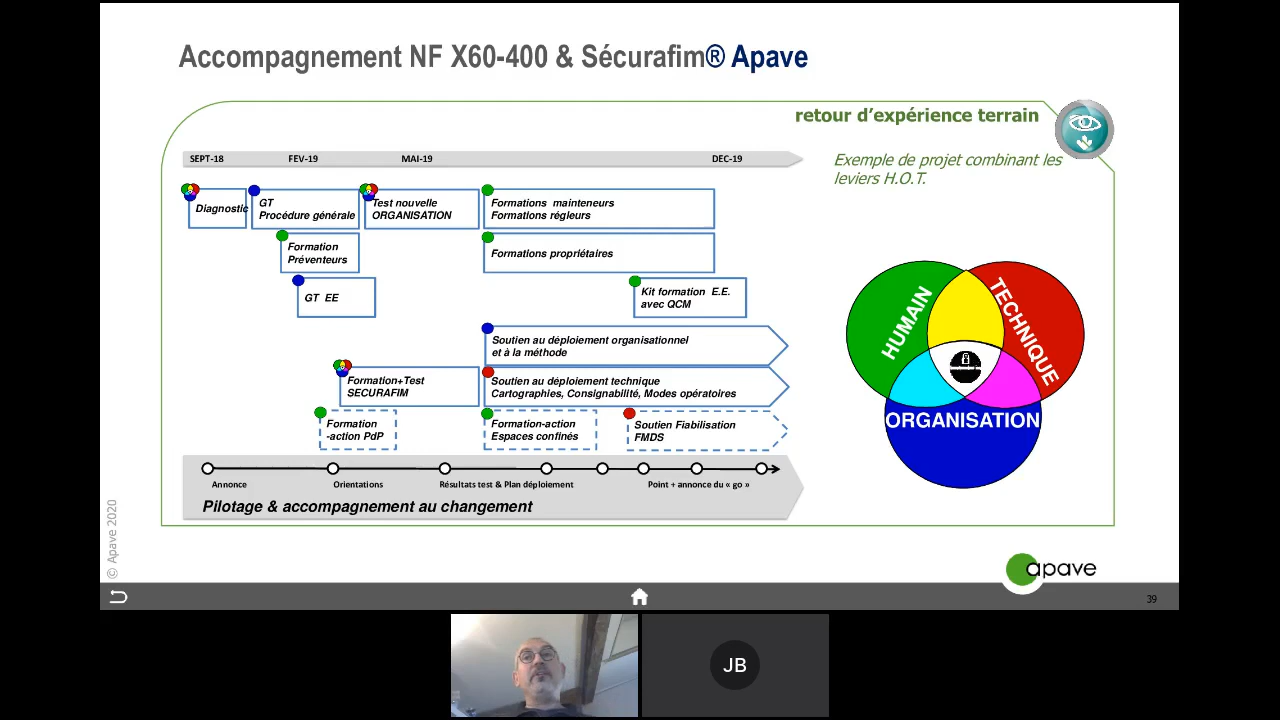 Accompagnement NF X60-400 & Sécurafim® Apave
retour d'expérience terrain
Exemple de projet combinant les
leviers H.O.T.
SEPT-18
FEV-19
MAI-19
DEC-19
Diagnostic
GT
Procédure générale
Test nouvelle
ORGANISATION
Formations mainteneurs
Formations régleurs
Formation
Préventeurs
Formations propriétaires
GT EE
Kit formation E.E.
avec QCM
Soutien au déploiement organisationnel
et à la méthode
Formation+Test
SECURAFIM
Soutien au déploiement technique
Cartographies, Consignabilité, Modes opératoires
Formation
-action PdP
Formation-action
Espaces confinés
Soutien Fiabilisation
FMDS
Annonce
Orientations
Résultats test & Plan déploiement
Point + annonce du « go »
Pilotage & accompagnement au changement
HUMAIN
TECHNIQUE
ORGANISATION
© Apave 2020
apave
39
JB